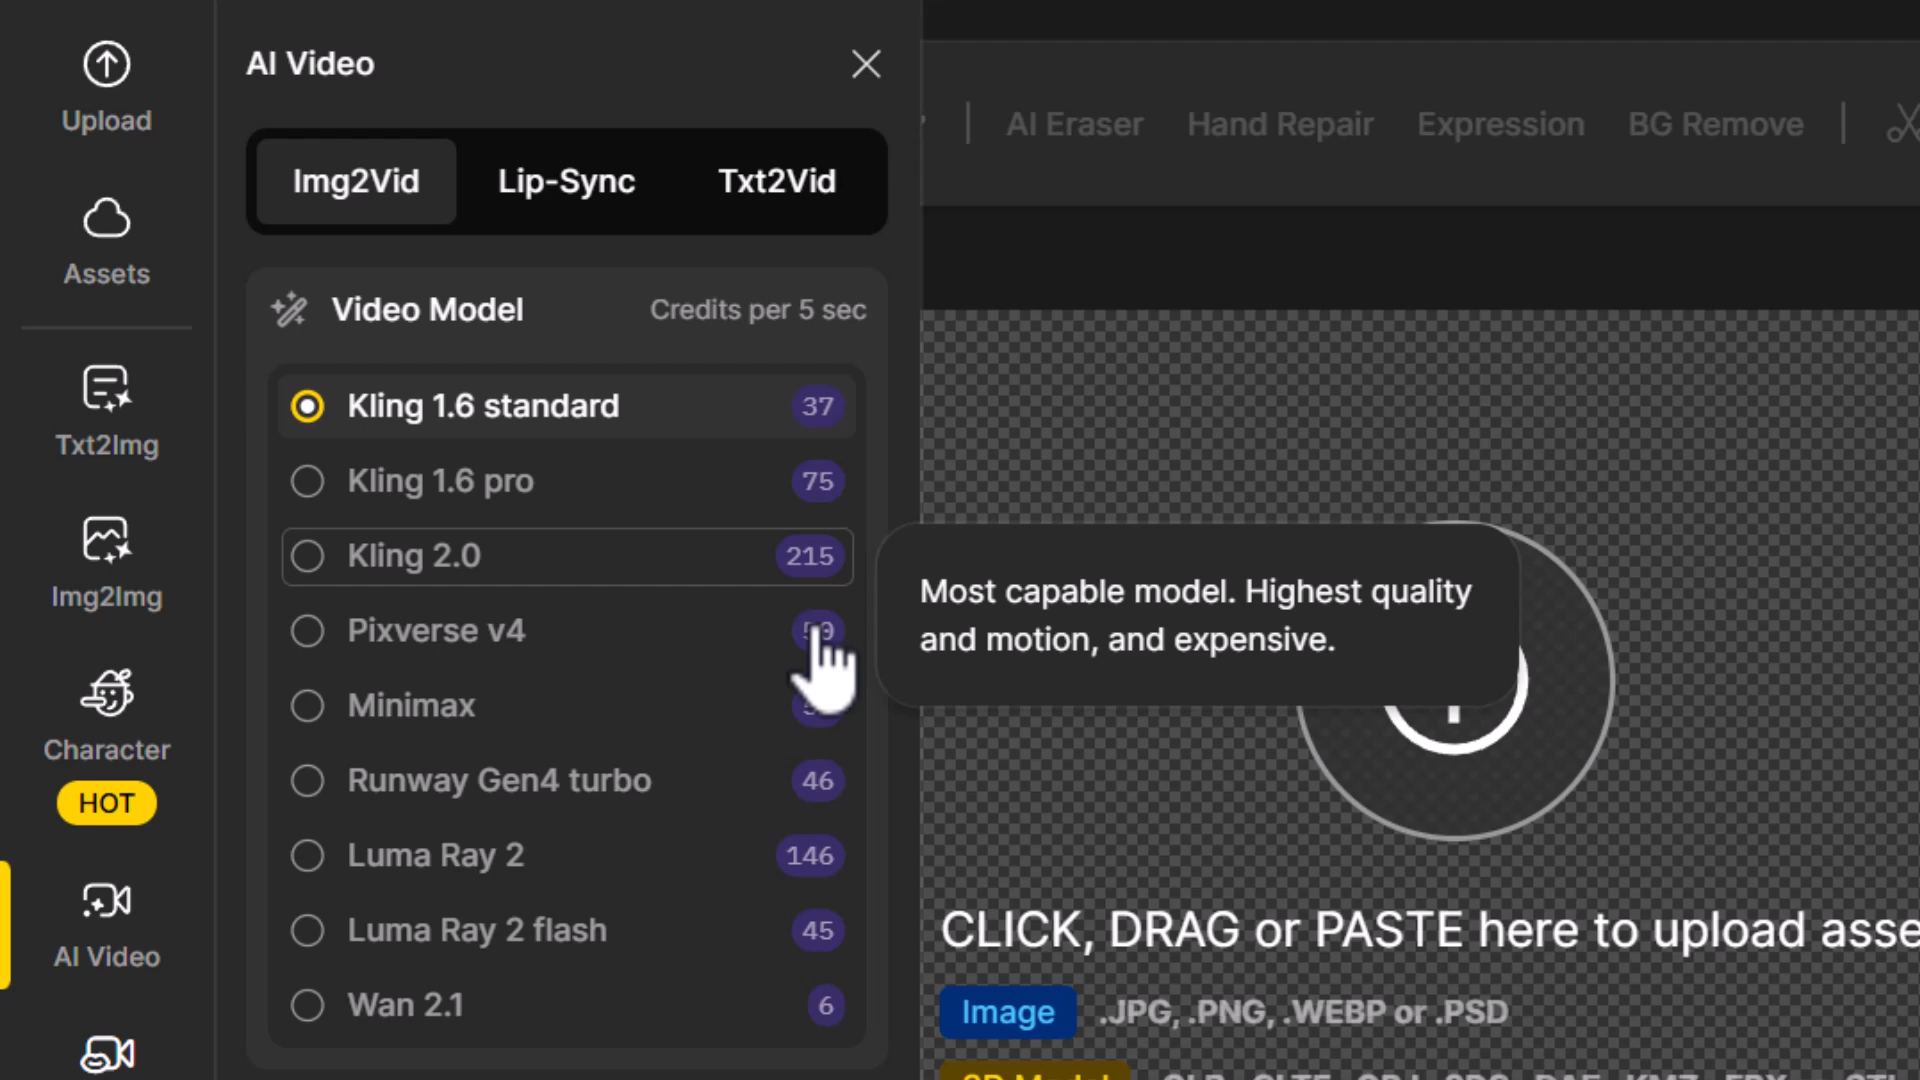 Upload
Assets
Txt2Img
Img2Img
Character
HOT
AI Video
AI Video
Img2Vid
Lip-Sync
Txt2Vid
Video Model
Credits per 5 sec
Kling 1.6 standard
37
Kling 1.6 pro
75
Kling 2.0
215
Pixverse v4
Minimax
Runway Gen4 turbo
46
Luma Ray 2
146
Luma Ray 2 flash
45
Wan 2.1
6
AI Eraser
Hand Repair
Expression
BG Remove
Most capable model. Highest quality
and motion, and expensive.
CLICK, DRAG or PASTE here to upload asse
Image
.JPG, .PNG, .WEBP or .PSD